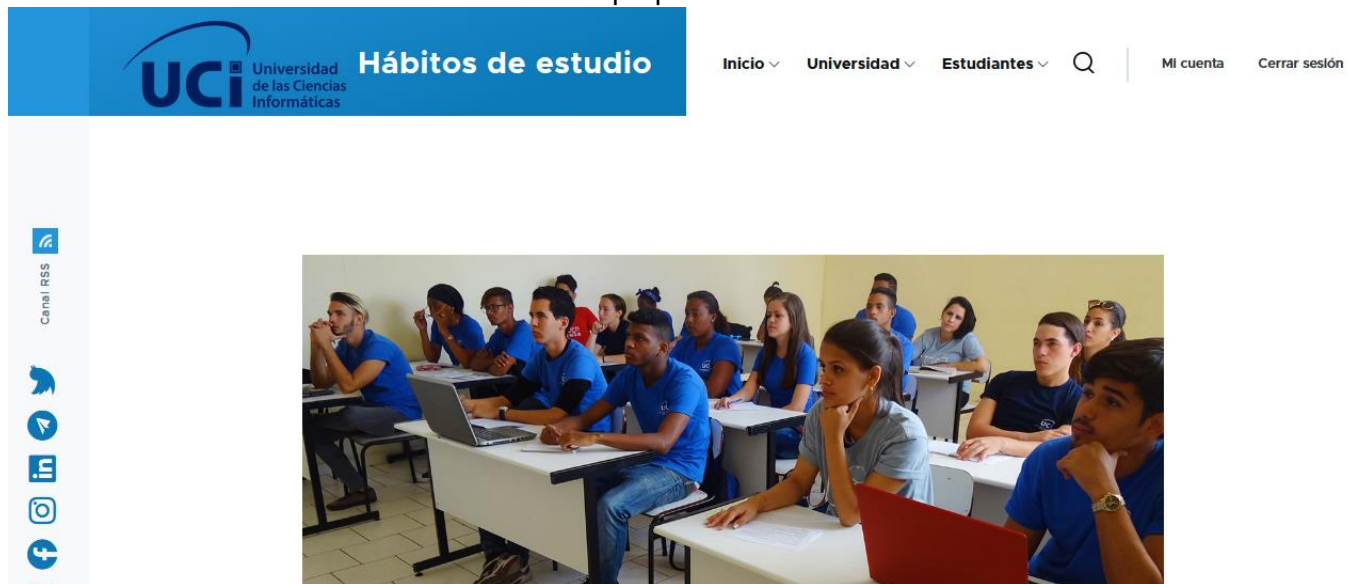 UCi Universidad
de las Ciencias
Informáticas
Hábitos de estudio
Inicio
Universidad
Estudiantes
Mi cuenta
Cerrar sesión
Canal RSS